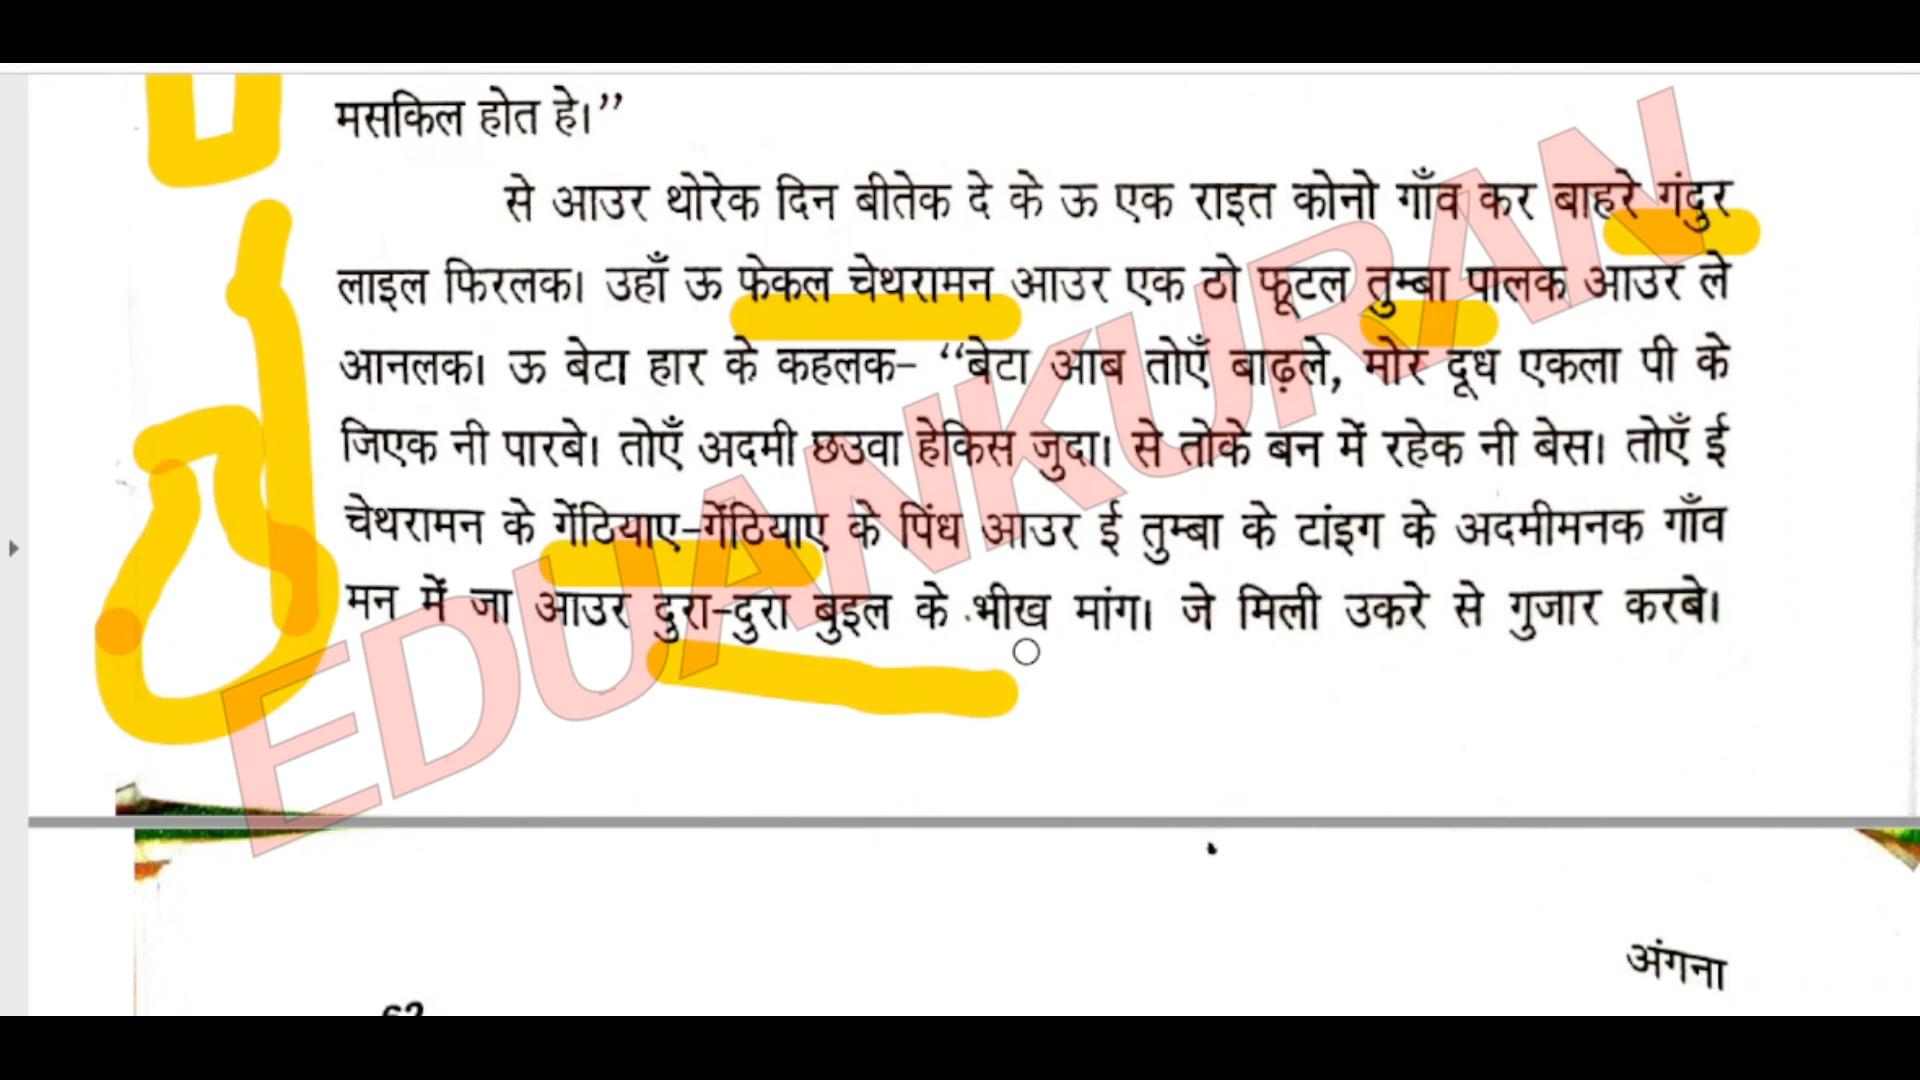 मसकिल होत हे।”
से आउर थोरेक दिन बीतेक दे के ऊ एक राइत कोनो गाँव कर बाहरे गंदुर
लाइल फिरलक। उहाँ ऊ फेकल चेथरामन आउर एक ठो फूटल तुम्बा पालक आउर ले
आनलक। ऊ बेटा हार के कहलक– “बेटा आब तोएँ बाढ़ले, मोर दूध एकला पी के
जिएक नी पारबे। तोएँ अदमी छउवा हेकिस जुदा। से तोके बन में रहेक नी बेस। तोएँ ई
चेथरामन के गेंटियाए–गेंठियाए के पिंध आउर ई तुम्बा के टांइग के अदमीमनक गाँव
मन में जा आउर दुरा–दुरा बुइल के भीख मांग। जे मिली उकरे से गुजार करबे।
EDUANKURAN
अंगना